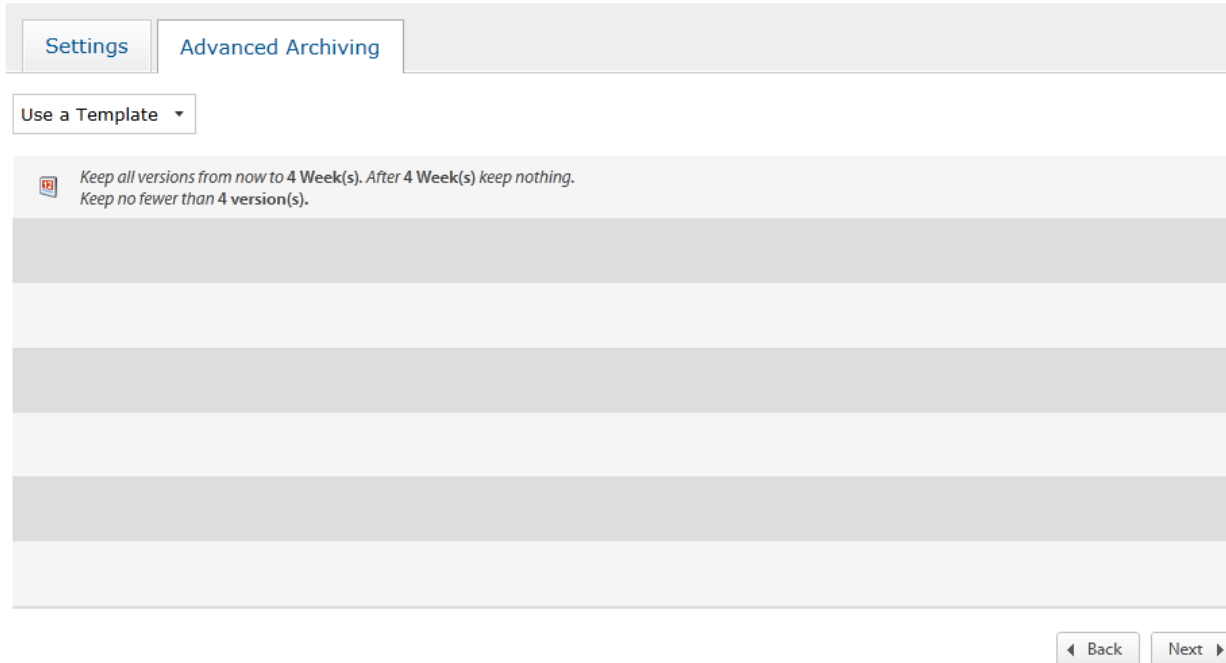 Settings
Advanced Archiving
Use a Template
12
Keep all versions from now to 4 Week(s). After 4 Week(s) keep nothing.
Keep no fewer than 4 version(s).
Back
Next